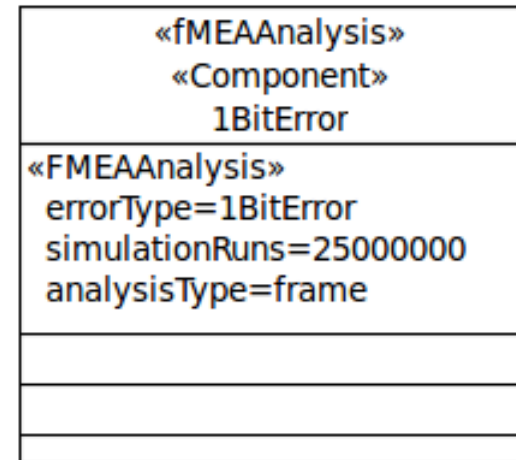 «fMEAAnalysis»
«Component»
1BitError
«FMEAAnalysis»
errorType=1BitError
simulationRuns=25000000
analysisType=frame